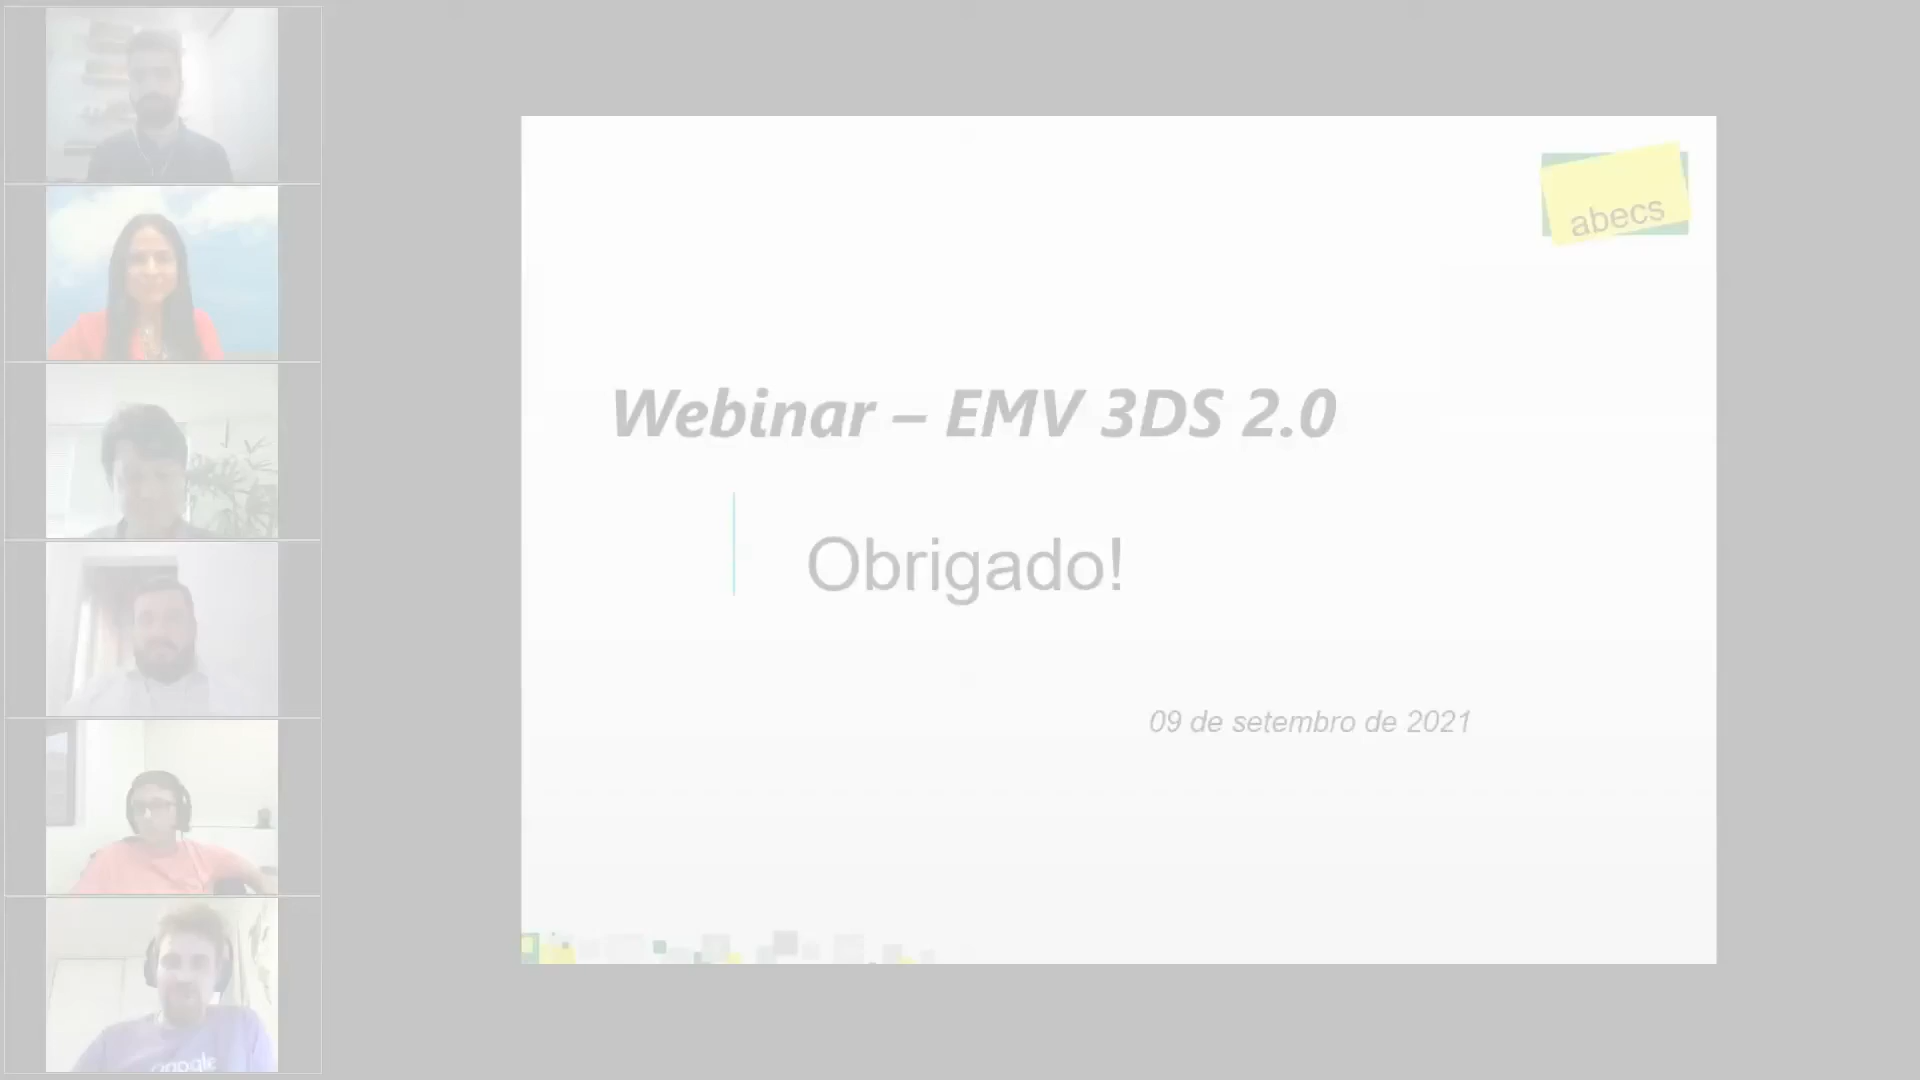 abecs
Webinar – EMV 3DS 2.0
Obrigado!
09 de setembro de 2021